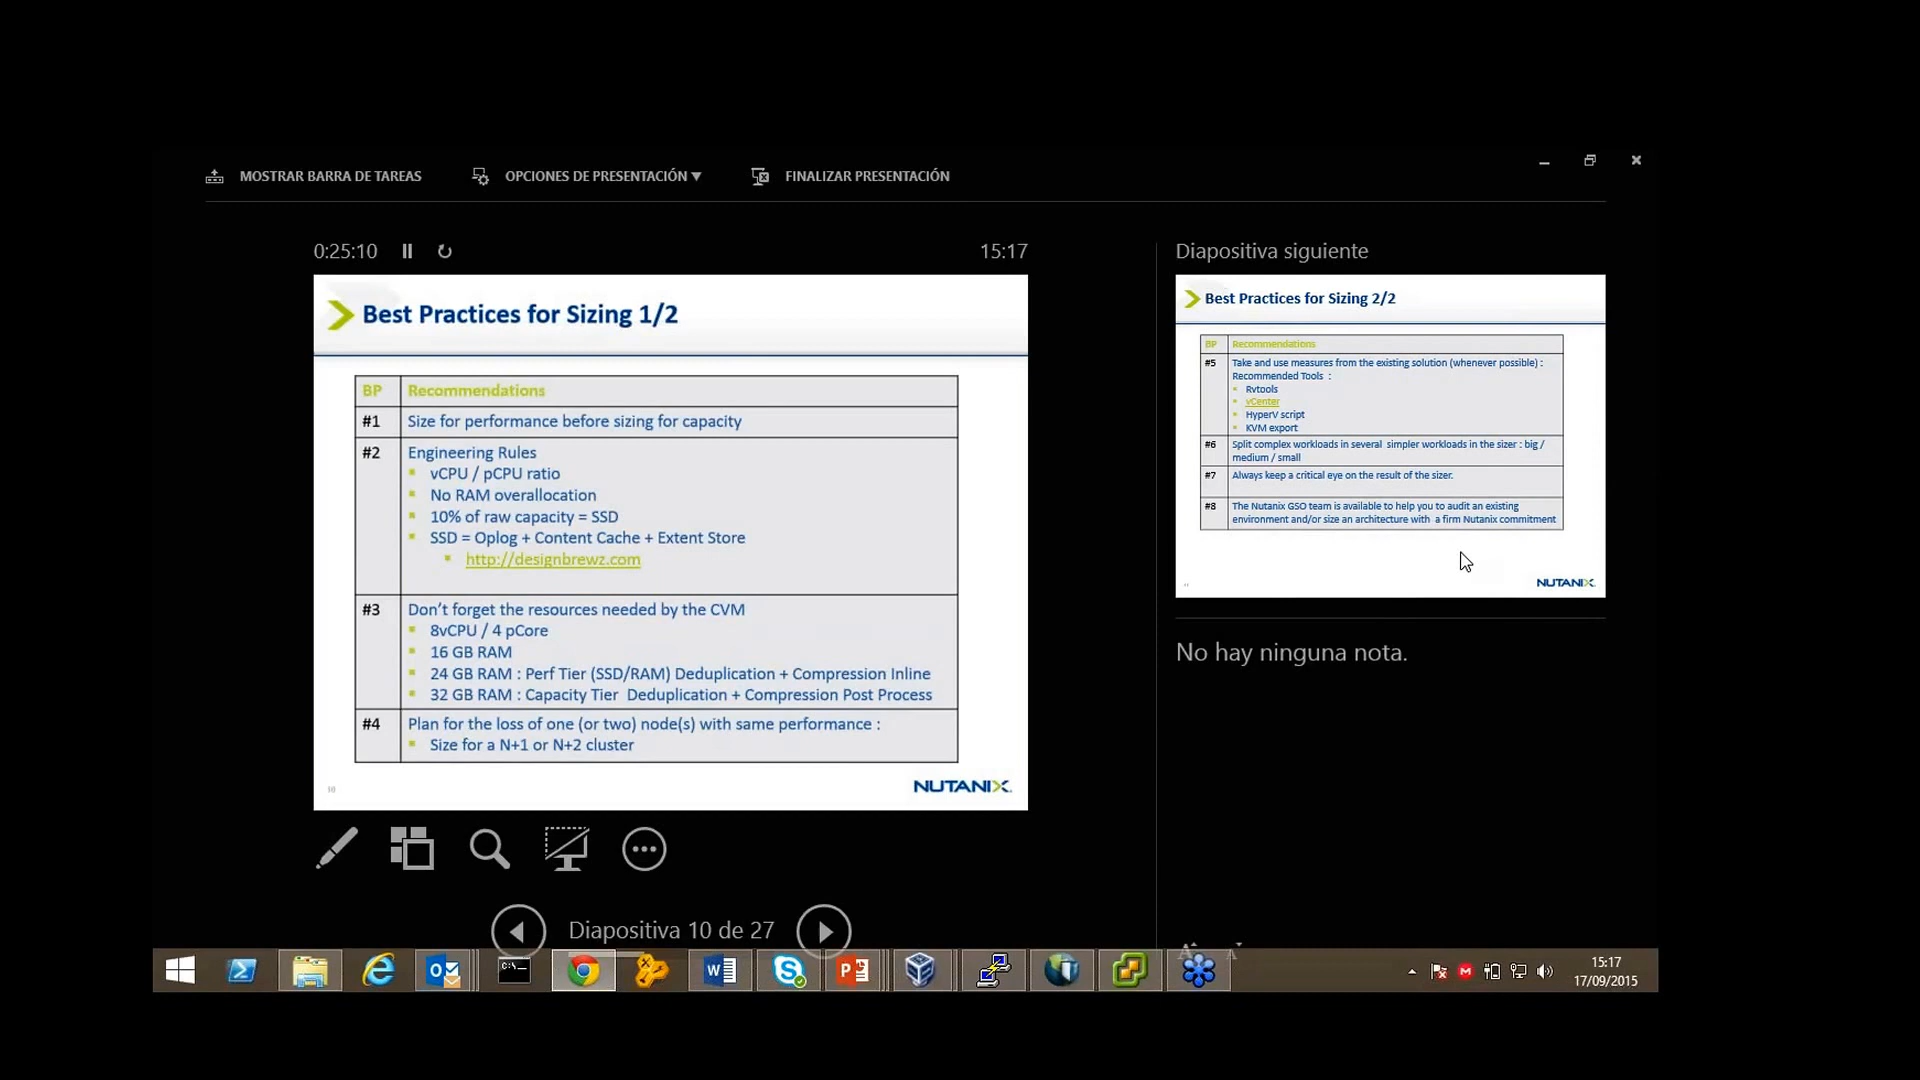 MOSTRAR BARRA DE TAREAS
OPCIONES DE PRESENTACIÓN
FINALIZAR PRESENTACIÓN
0:25:10
15:17
Best Practices for Sizing 1/2
BP Recommendations
#1 Size for performance before sizing for capacity
#2 Engineering Rules
vCPU / pCPU ratio
No RAM overallocation
10% of raw capacity = SSD
SSD = Oplog + Content Cache + Extent Store
http://designbrewz.com
#3 Don't forget the resources needed by the CVM
8vCPU / 4 pCore
16 GB RAM
24 GB RAM : Perf Tier (SSD/RAM) Deduplication + Compression Inline
32 GB RAM : Capacity Tier Deduplication + Compression Post Process
#4 Plan for the loss of one (or two) node(s) with same performance :
Size for a N+1 or N+2 cluster
10
NUTANIX
Diapositiva 10 de 27
Diapositiva siguiente
Best Practices for Sizing 2/2
BP Recommendations
#5 Take and use measures from the existing solution (whenever possible) :
Recommended Tools :
Rvtools
vCenter
HyperV script
KVM export
#6 Split complex workloads in several simpler workloads in the sizer : big /
medium / small
#7 Always keep a critical eye on the result of the sizer.
#8 The Nutanix GSO team is available to help you to audit an existing
environment and/or size an architecture with a firm Nutanix commitment
NUTANIX
No hay ninguna nota.
15:17
17/09/2015